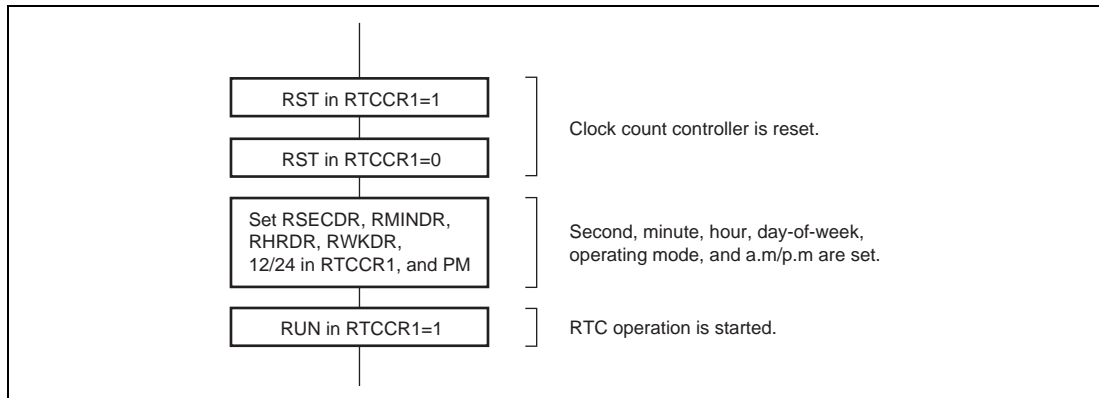 RST in RTCCR1=1
RST in RTCCR1=0
Clock count controller is reset.
Set RSECDR, RMINDR,
RHRDR, RWKDR,
12/24 in RTCCR1, and PM
Second, minute, hour, day-of-week,
operating mode, and a.m/p.m are set.
RUN in RTCCR1=1
RTC operation is started.